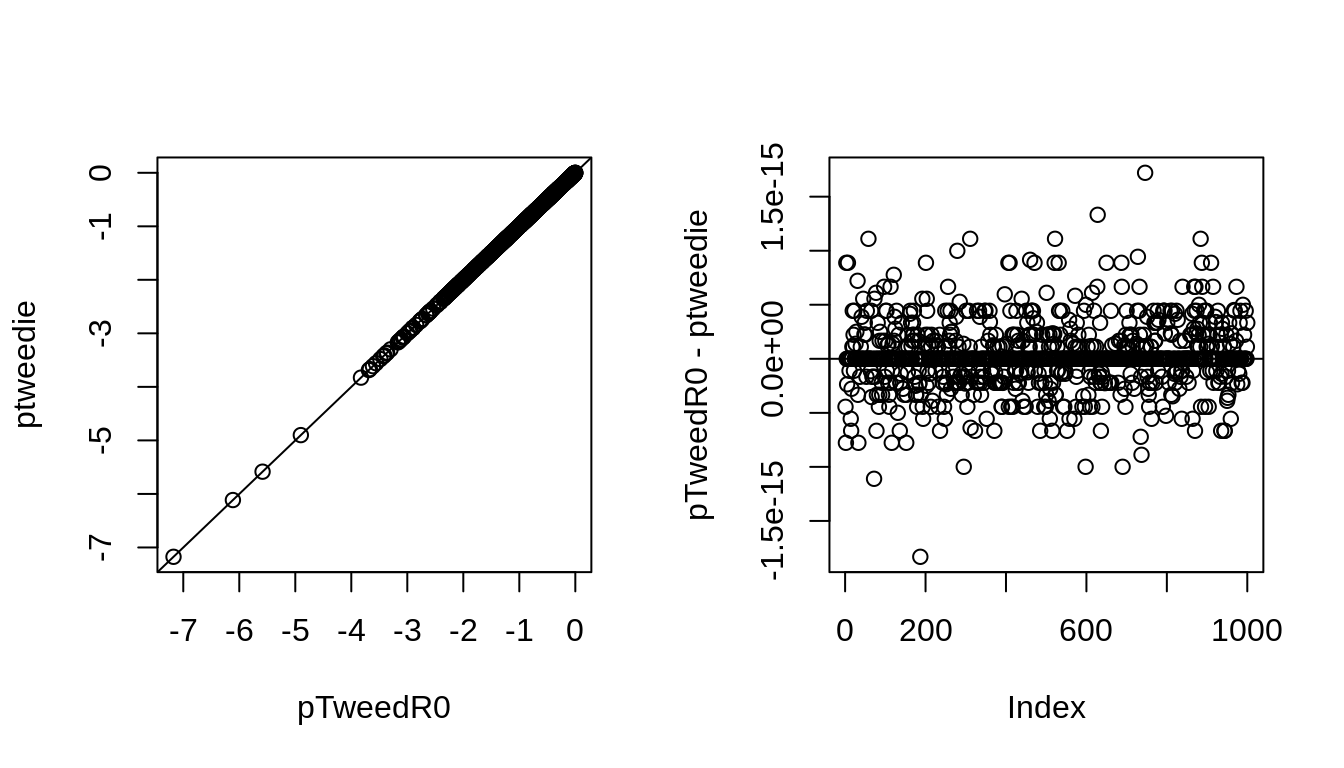 ptweedie
0
-1
-3
-5
-7
-7 -6 -5 -4 -3 -2 -1 0
pTweedR0
pTweedR0 - ptweedie
1.5e-15
0.0e+00
-1.5e-15
0 200 600 1000
Index